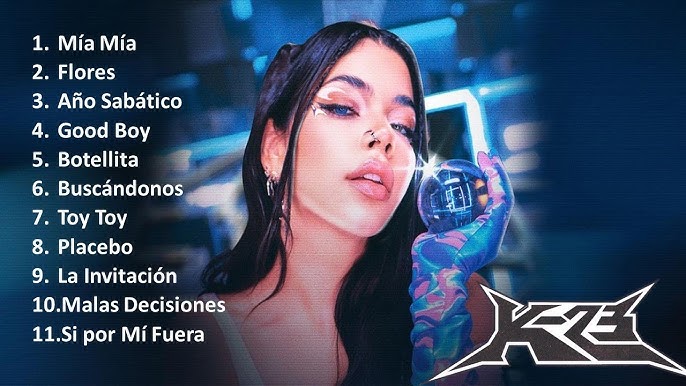 1. Mía Mía
2. Flores
3. Año Sabático
4. Good Boy
5. Botellita
6. Buscándonos
7. Toy Toy
8. Placebo
9. La Invitación
10.Malas Decisiones
11.Si por Mí Fuera
K-23